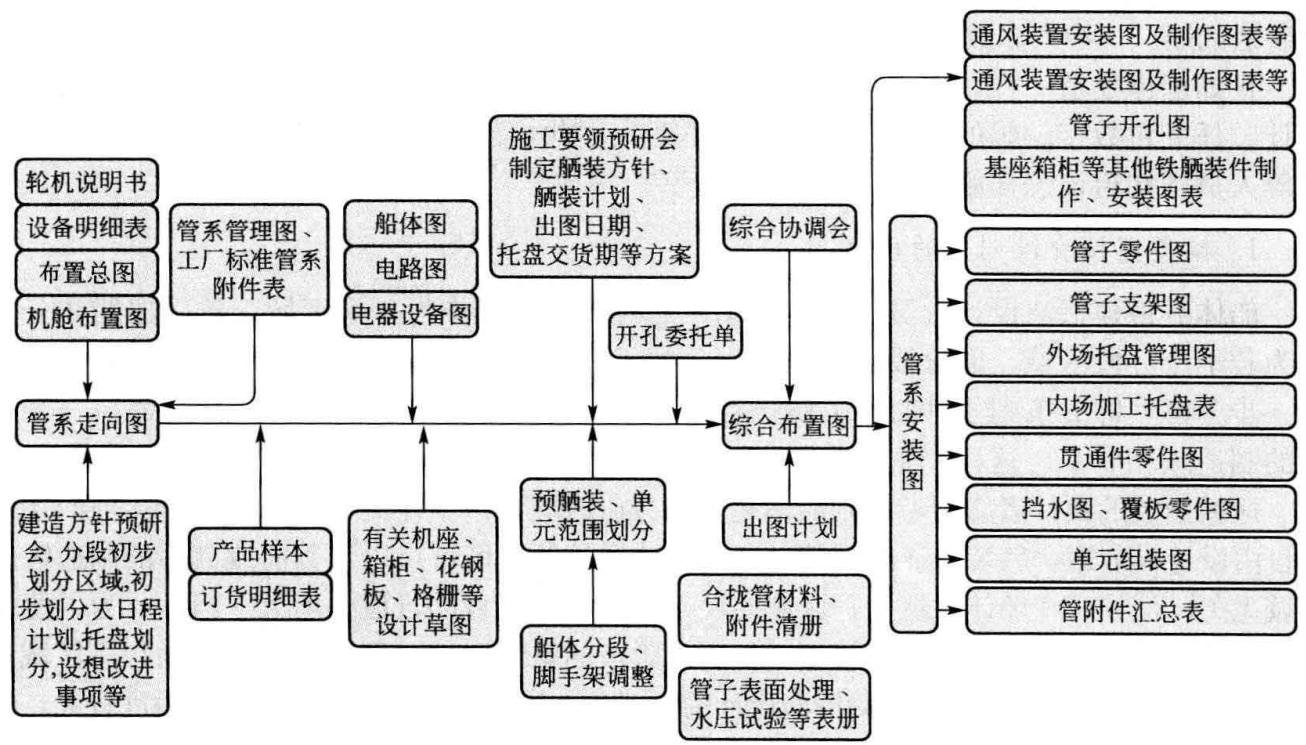 轮机说明书
设备明细表
布置总图
机舱布置图
管系管理图、
工厂标准管系
附件表
船体图
电路图
电器设备图
施工要领预研会
制定舾装方针、
舾装计划、
出图日期、
托盘交货期等方案
开孔委托单
综合协调会
管系走向图
综合布置图
建造方针预研
会,分段初步
划分区域,初
步划分大日程
计划,托盘划
分,设想改进
事项等
产品样本
订货明细表
有关机座、
箱柜、花钢
板、格栅等
设计草图
预舾装、单
元范围划分
船体分段、
脚手架调整
出图计划
合拢管材料、
附件清册
管子表面处理、
水压试验等表册
管系安装图
通风装置安装图及制作图表等
通风装置安装图及制作图表等
管子开孔图
基座箱柜等其他铁舾装件制
作、安装图表
管子零件图
管子支架图
外场托盘管理图
内场加工托盘表
贯通件零件图
挡水图、覆板零件图
单元组装图
管附件汇总表